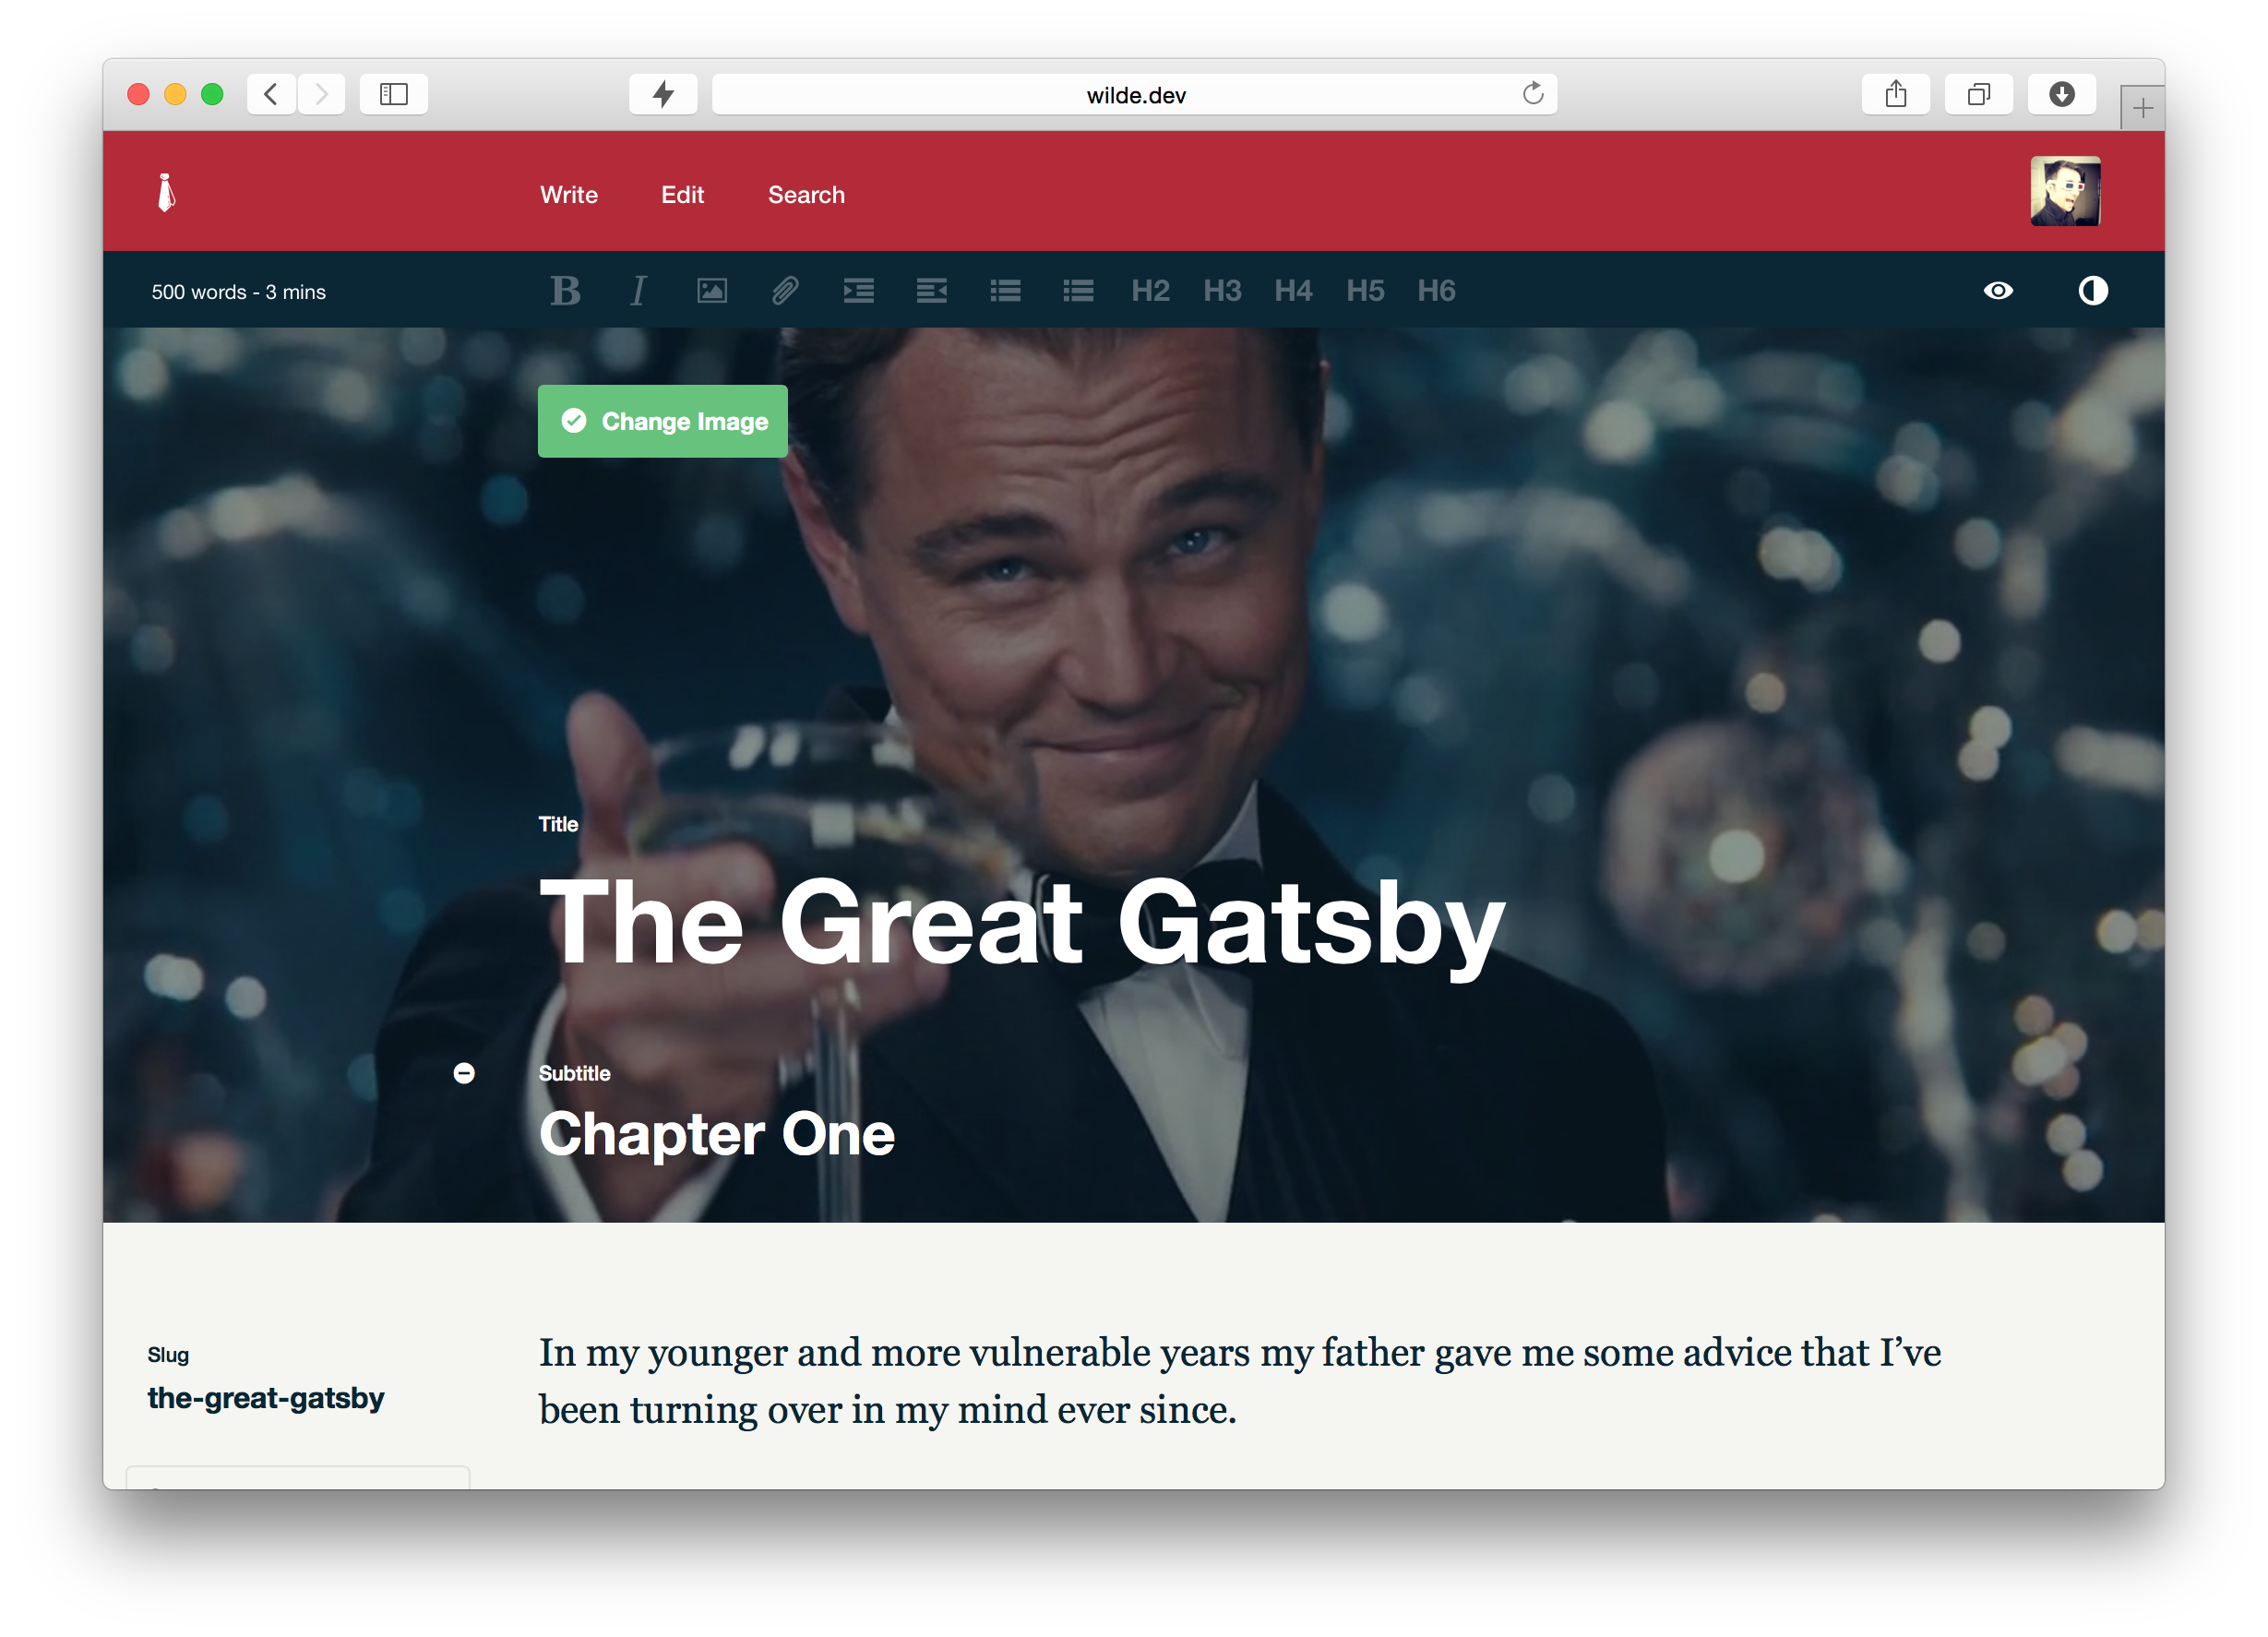 wilde.dev
Write Edit Search
500 words - 3 mins
B I H2 H3 H4 H5 H6
Change Image
Title
The Great Gatsby
Subtitle
Chapter One
Slug
the-great-gatsby
In my younger and more vulnerable years my father gave me some advice that I’ve
been turning over in my mind ever since.